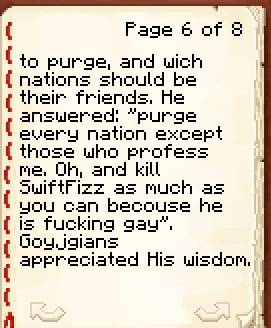 Page 6 of 8
to purge, and wich
nations should be
their friends. He
answered: "purge
every nation except
those who profess
me. Oh, and kill
SwiftFizz as much as
you can becouse he
is fucking gay".
Goyjgians
appreciated His wisdom.